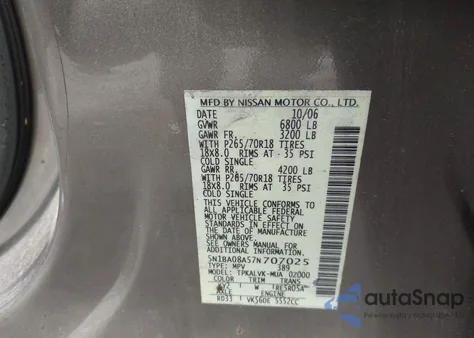 MFD BY NISSAN MOTOR CO., LTD.
DATE 10/06
GVWR 6800 LB
GAWR FR. 3200 LB
WITH P265/70R18 TIRES
18x8.0 RIMS AT 35 PSI
COLD SINGLE
GAWR RR. 4200 LB
WITH P265/70R18 TIRES
18x8.0 RIMS AT 35 PSI
COLD SINGLE
THIS VEHICLE CONFORMS TO
ALL APPLICABLE FEDERAL
MOTOR VEHICLE SAFETY
STANDARDS IN EFFECT ON THE
DATE OF MANUFACTURE SHOWN
ABOVE.
SEE OWNERS MANUAL FOR
ADDITIONAL INFORMATION
5N1BA08A57N707025
TYPE: MPV 189
MODEL: TPKALVK-MUA 02000
COLOR TRIM TRANS
W RE5R05A
AXLE ENGINE
RD33 VK56DE 5552CC
autoSnap